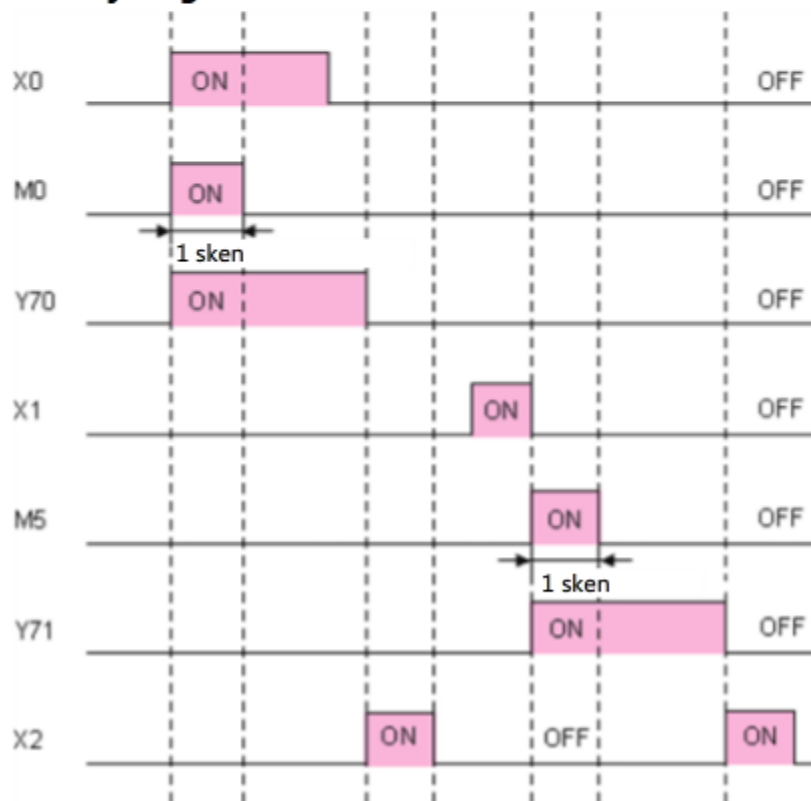 X0 ON OFF
M0 ON OFF
1 sken
Y70 ON OFF
X1 ON OFF
M5 ON OFF
1 sken
Y71 ON OFF
X2 ON OFF ON